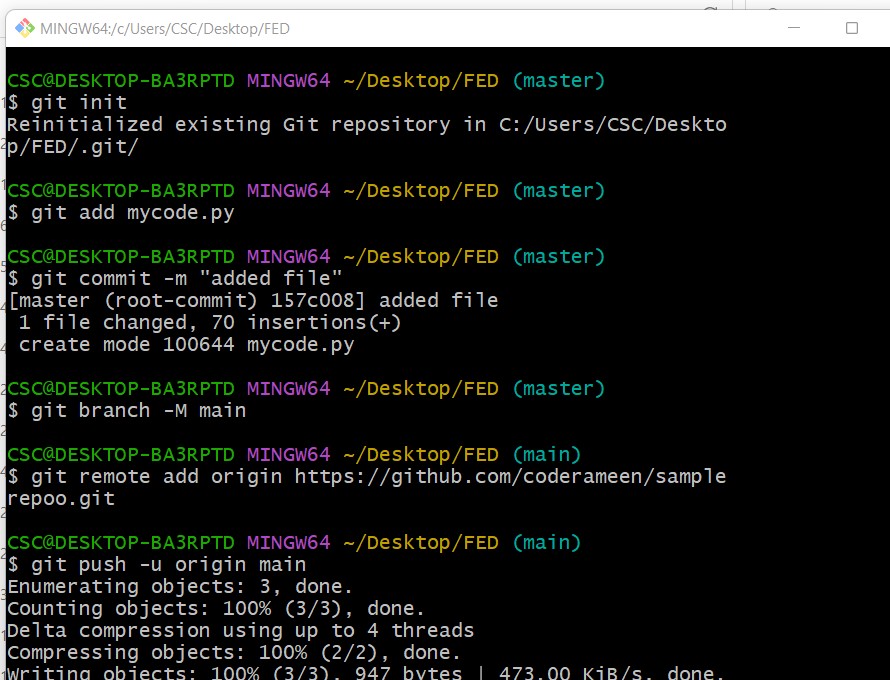 MINGW64:/c/Users/CSC/Desktop/FED
CSC@DESKTOP-BA3RPTD MINGW64 ~/Desktop/FED (master)
$ git init
Reinitialized existing Git repository in C:/Users/CSC/Deskto
p/FED/.git/
CSC@DESKTOP-BA3RPTD MINGW64 ~/Desktop/FED (master)
$ git add mycode.py
CSC@DESKTOP-BA3RPTD MINGW64 ~/Desktop/FED (master)
$ git commit -m "added file"
[master (root-commit) 157c008] added file
 1 file changed, 70 insertions(+)
 create mode 100644 mycode.py
CSC@DESKTOP-BA3RPTD MINGW64 ~/Desktop/FED (master)
$ git branch -M main
CSC@DESKTOP-BA3RPTD MINGW64 ~/Desktop/FED (main)
$ git remote add origin https://github.com/coderameen/sample
repoo.git
CSC@DESKTOP-BA3RPTD MINGW64 ~/Desktop/FED (main)
$ git push -u origin main
Enumerating objects: 3, done.
Counting objects: 100% (3/3), done.
Delta compression using up to 4 threads
Compressing objects: 100% (2/2), done.
Writing objects: 100% (3/3), 947 bytes | 473.00 KiB/s, done.